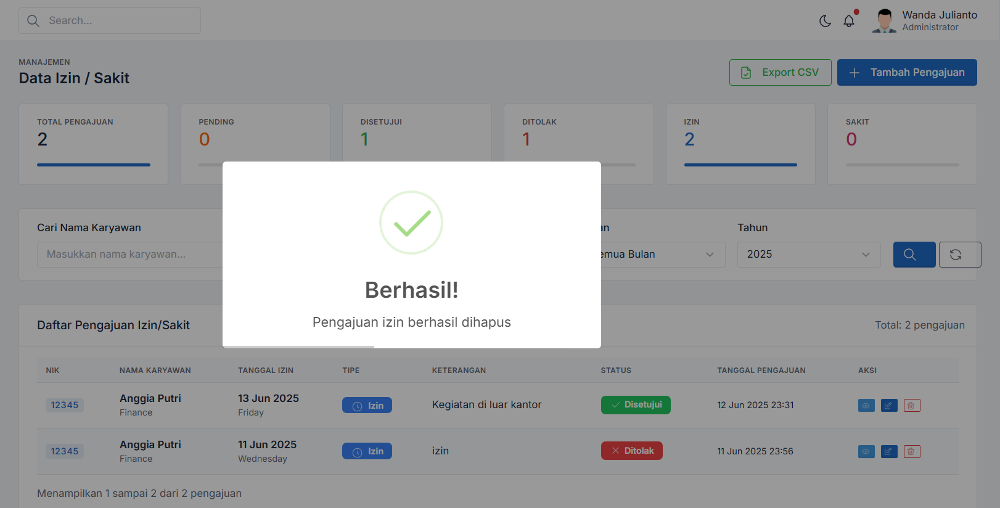 Search...
Wanda Julianto
Administrator
MANAJEMEN
Data Izin / Sakit
Export CSV
Tambah Pengajuan
TOTAL PENGAJUAN
2
PENDING
0
DISETUJUI
1
DITOLAK
1
IZIN
2
SAKIT
0
Cari Nama Karyawan
Tahun
Masukkan nama karyawan...
Bulan
2025
Berhasil!
Pengajuan izin berhasil dihapus
Daftar Pengajuan Izin/Sakit
Total: 2 pengajuan
NIK NAMA KARYAWAN TANGGAL IZIN TIPE KETERANGAN STATUS TANGGAL PENGAJUAN AKSI
12345 Anggia Putri 13 Jun 2025 Izin Kegiatan di luar kantor Disetujui 12 Jun 2025 23:31
Finance Friday
12345 Anggia Putri 11 Jun 2025 Izin izin Ditolak 11 Jun 2025 23:56
Finance Wednesday
Menampilkan 1 sampai 2 dari 2 pengajuan